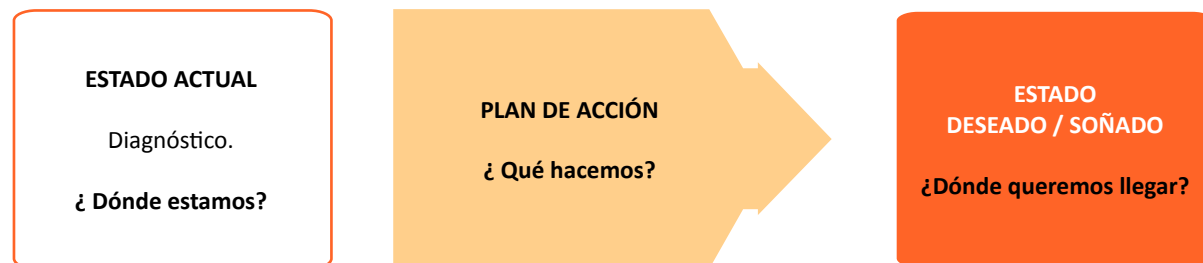 ESTADO ACTUAL
Diagnóstico.
¿ Dónde estamos?
PLAN DE ACCIÓN
¿ Qué hacemos?
ESTADO
DESEADO / SOÑADO
¿Dónde queremos llegar?